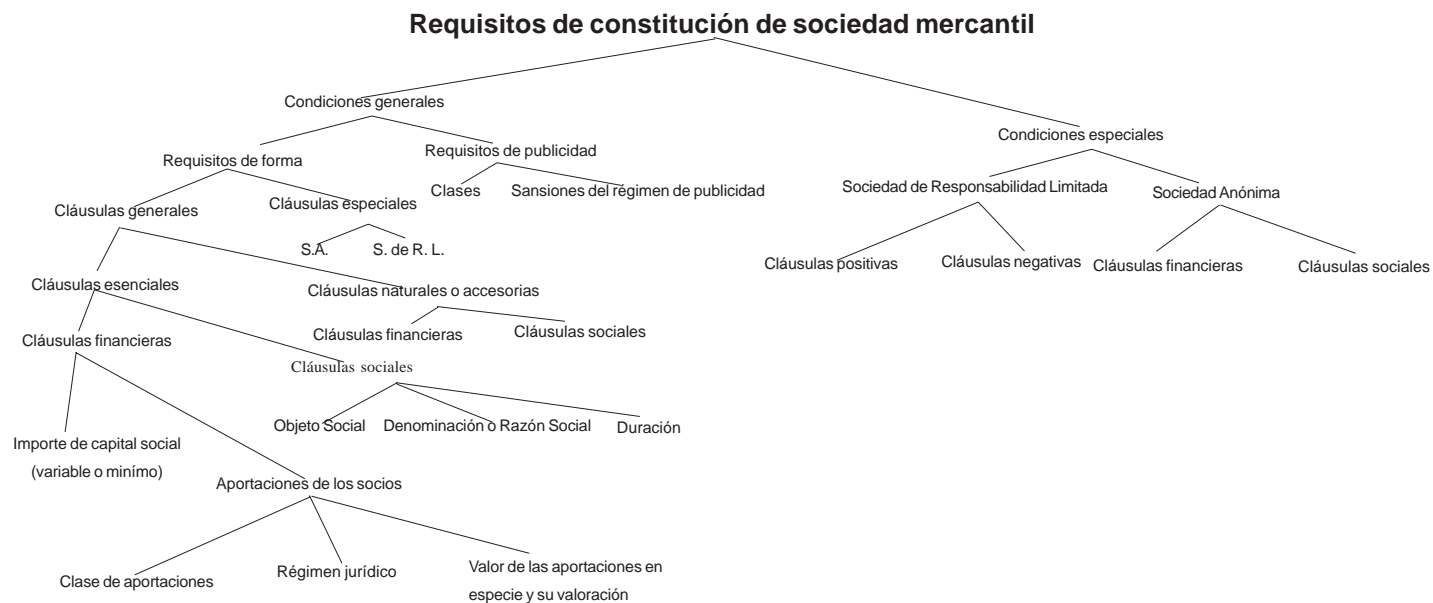 Requisitos de constitución de sociedad mercantil
Condiciones generales
Condiciones especiales
Requisitos de forma
Requisitos de publicidad
Clases
Sansiones del régimen de publicidad
Sociedad de Responsabilidad Limitada
Sociedad Anónima
Cláusulas generales
Cláusulas especiales
S.A.
S. de R. L.
Cláusulas positivas
Cláusulas negativas
Cláusulas financieras
Cláusulas sociales
Cláusulas esenciales
Cláusulas naturales o accesorias
Cláusulas financieras
Cláusulas financieras
Cláusulas sociales
Cláusulas sociales
Objeto Social
Denominación o Razón Social
Duración
Importe de capital social
(variable o minímo)
Aportaciones de los socios
Clase de aportaciones
Régimen jurídico
Valor de las aportaciones en
especie y su valoración